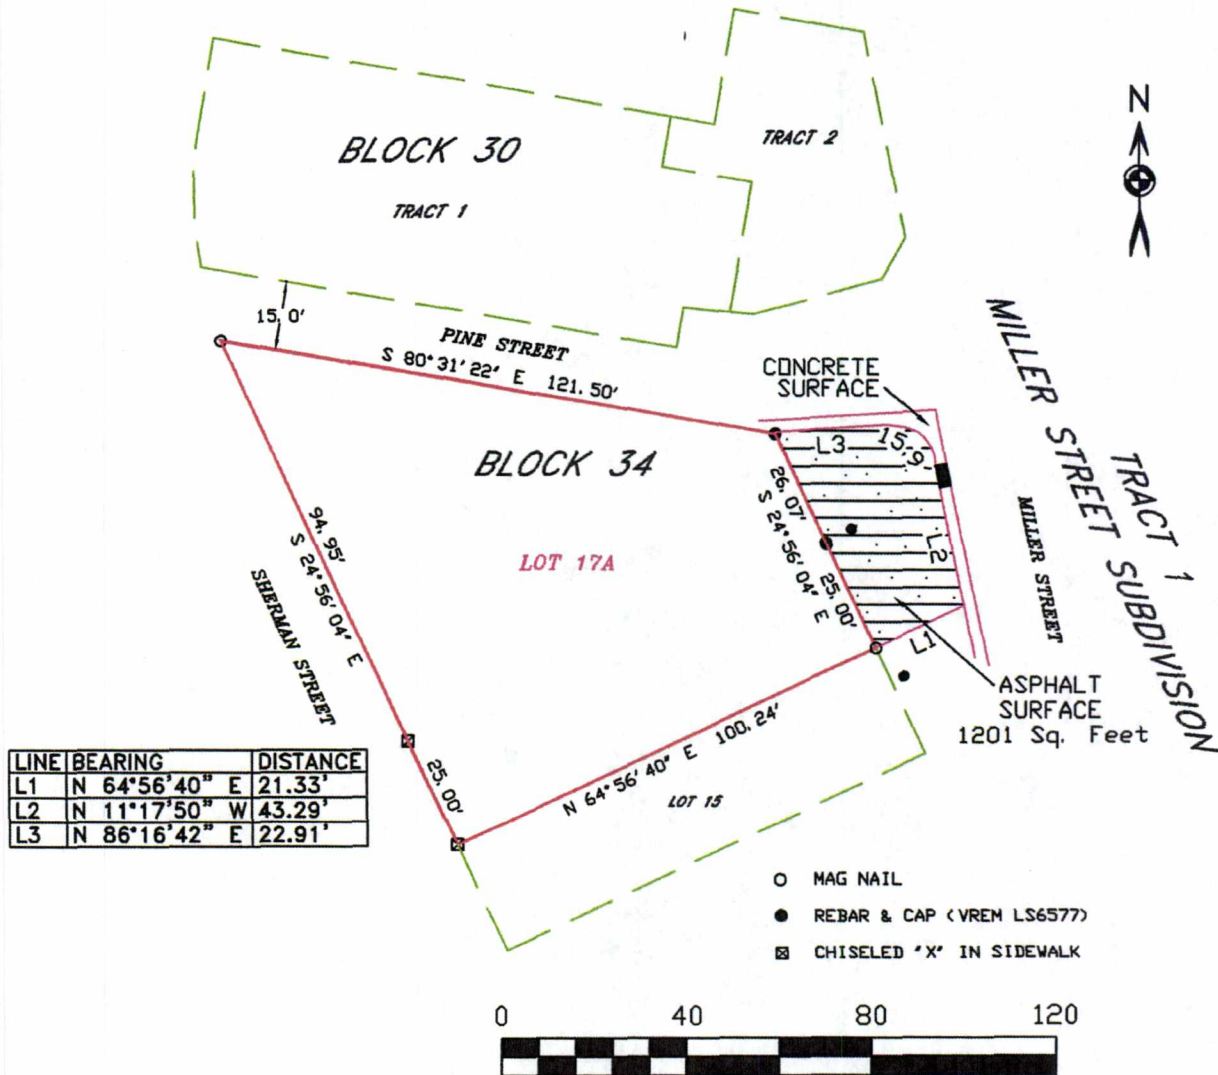 BLOCK 30
TRACT 1
TRACT 2
N
15.0'
PINE STREET
S 80°31'22" E 121.50'
CONCRETE
SURFACE
MILLER STREET SUBDIVISION
TRACT 1
BLOCK 34
L3
15.9'
26.07'
S 24°56'04" E
25.00'
L2
MILLER STREET
94.95'
S 24°56'04" E
LOT 17A
SHERMAN STREET
L1
ASPHALT
SURFACE
1201 Sq. Feet
25.00'
N 64°56'40" E 100.24'
LOT 15
LINE BEARING DISTANCE
L1 N 64°56'40" E 21.33'
L2 N 11°17'50" W 43.29'
L3 N 86°16'42" E 22.91'
MAG NAIL
REBAR & CAP (VREM LS6577)
CHISELED "X" IN SIDEWALK
0 40 80 120